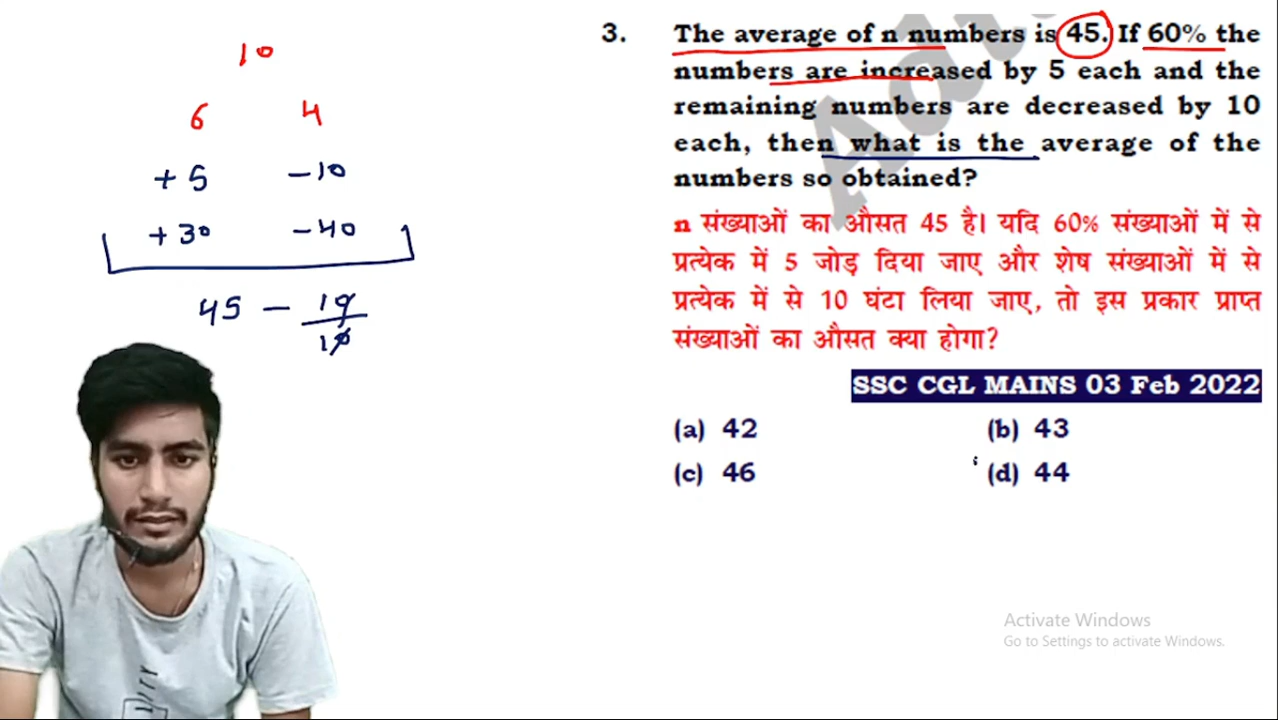 10
6 4
+5 -10
+30 -40
45 - 10
10
3. The average of n numbers is 45. If 60% the
numbers are increased by 5 each and the
remaining numbers are decreased by 10
each, then what is the average of the
numbers so obtained?
n संख्याओं का औसत 45 है। यदि 60% संख्याओं में से
प्रत्येक में 5 जोड़ दिया जाए और शेष संख्याओं में से
प्रत्येक में से 10 घंटा लिया जाए, तो इस प्रकार प्राप्त
संख्याओं का औसत क्या होगा?
SSC CGL MAINS 03 Feb 2022
(a) 42 (b) 43
(c) 46 (d) 44
Activate Windows
Go to Settings to activate Windows.